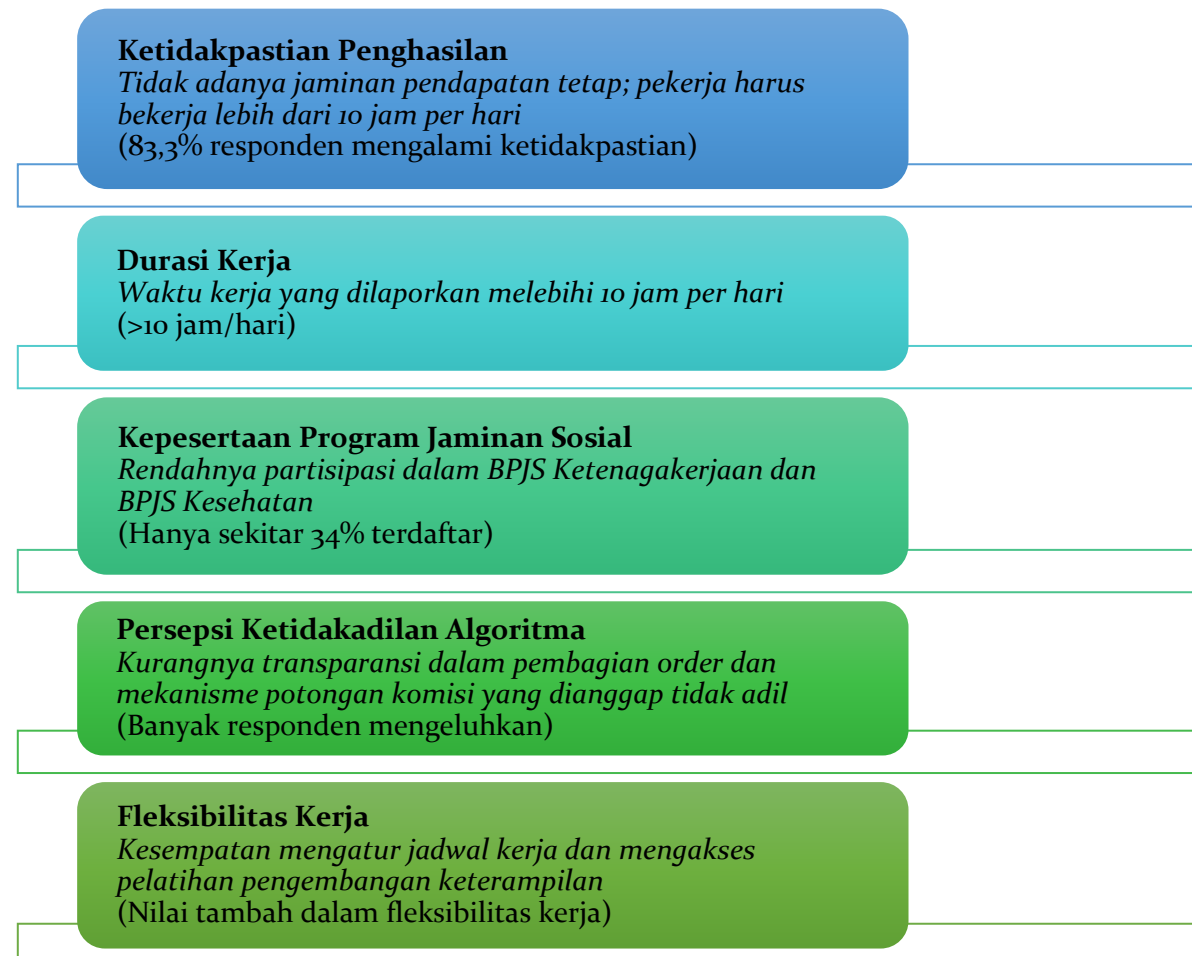 Ketidakpastian Penghasilan
Tidak adanya jaminan pendapatan tetap; pekerja harus
bekerja lebih dari 10 jam per hari
(83,3% responden mengalami ketidakpastian)
Durasi Kerja
Waktu kerja yang dilaporkan melebihi 10 jam per hari
(>10 jam/hari)
Kepesertaan Program Jaminan Sosial
Rendahnya partisipasi dalam BPJS Ketenagakerjaan dan
BPJS Kesehatan
(Hanya sekitar 34% terdaftar)
Persepsi Ketidakadilan Algoritma
Kurangnya transparansi dalam pembagian order dan
mekanisme potongan komisi yang dianggap tidak adil
(Banyak responden mengeluhkan)
Fleksibilitas Kerja
Kesempatan mengatur jadwal kerja dan mengakses
pelatihan pengembangan keterampilan
(Nilai tambah dalam fleksibilitas kerja)